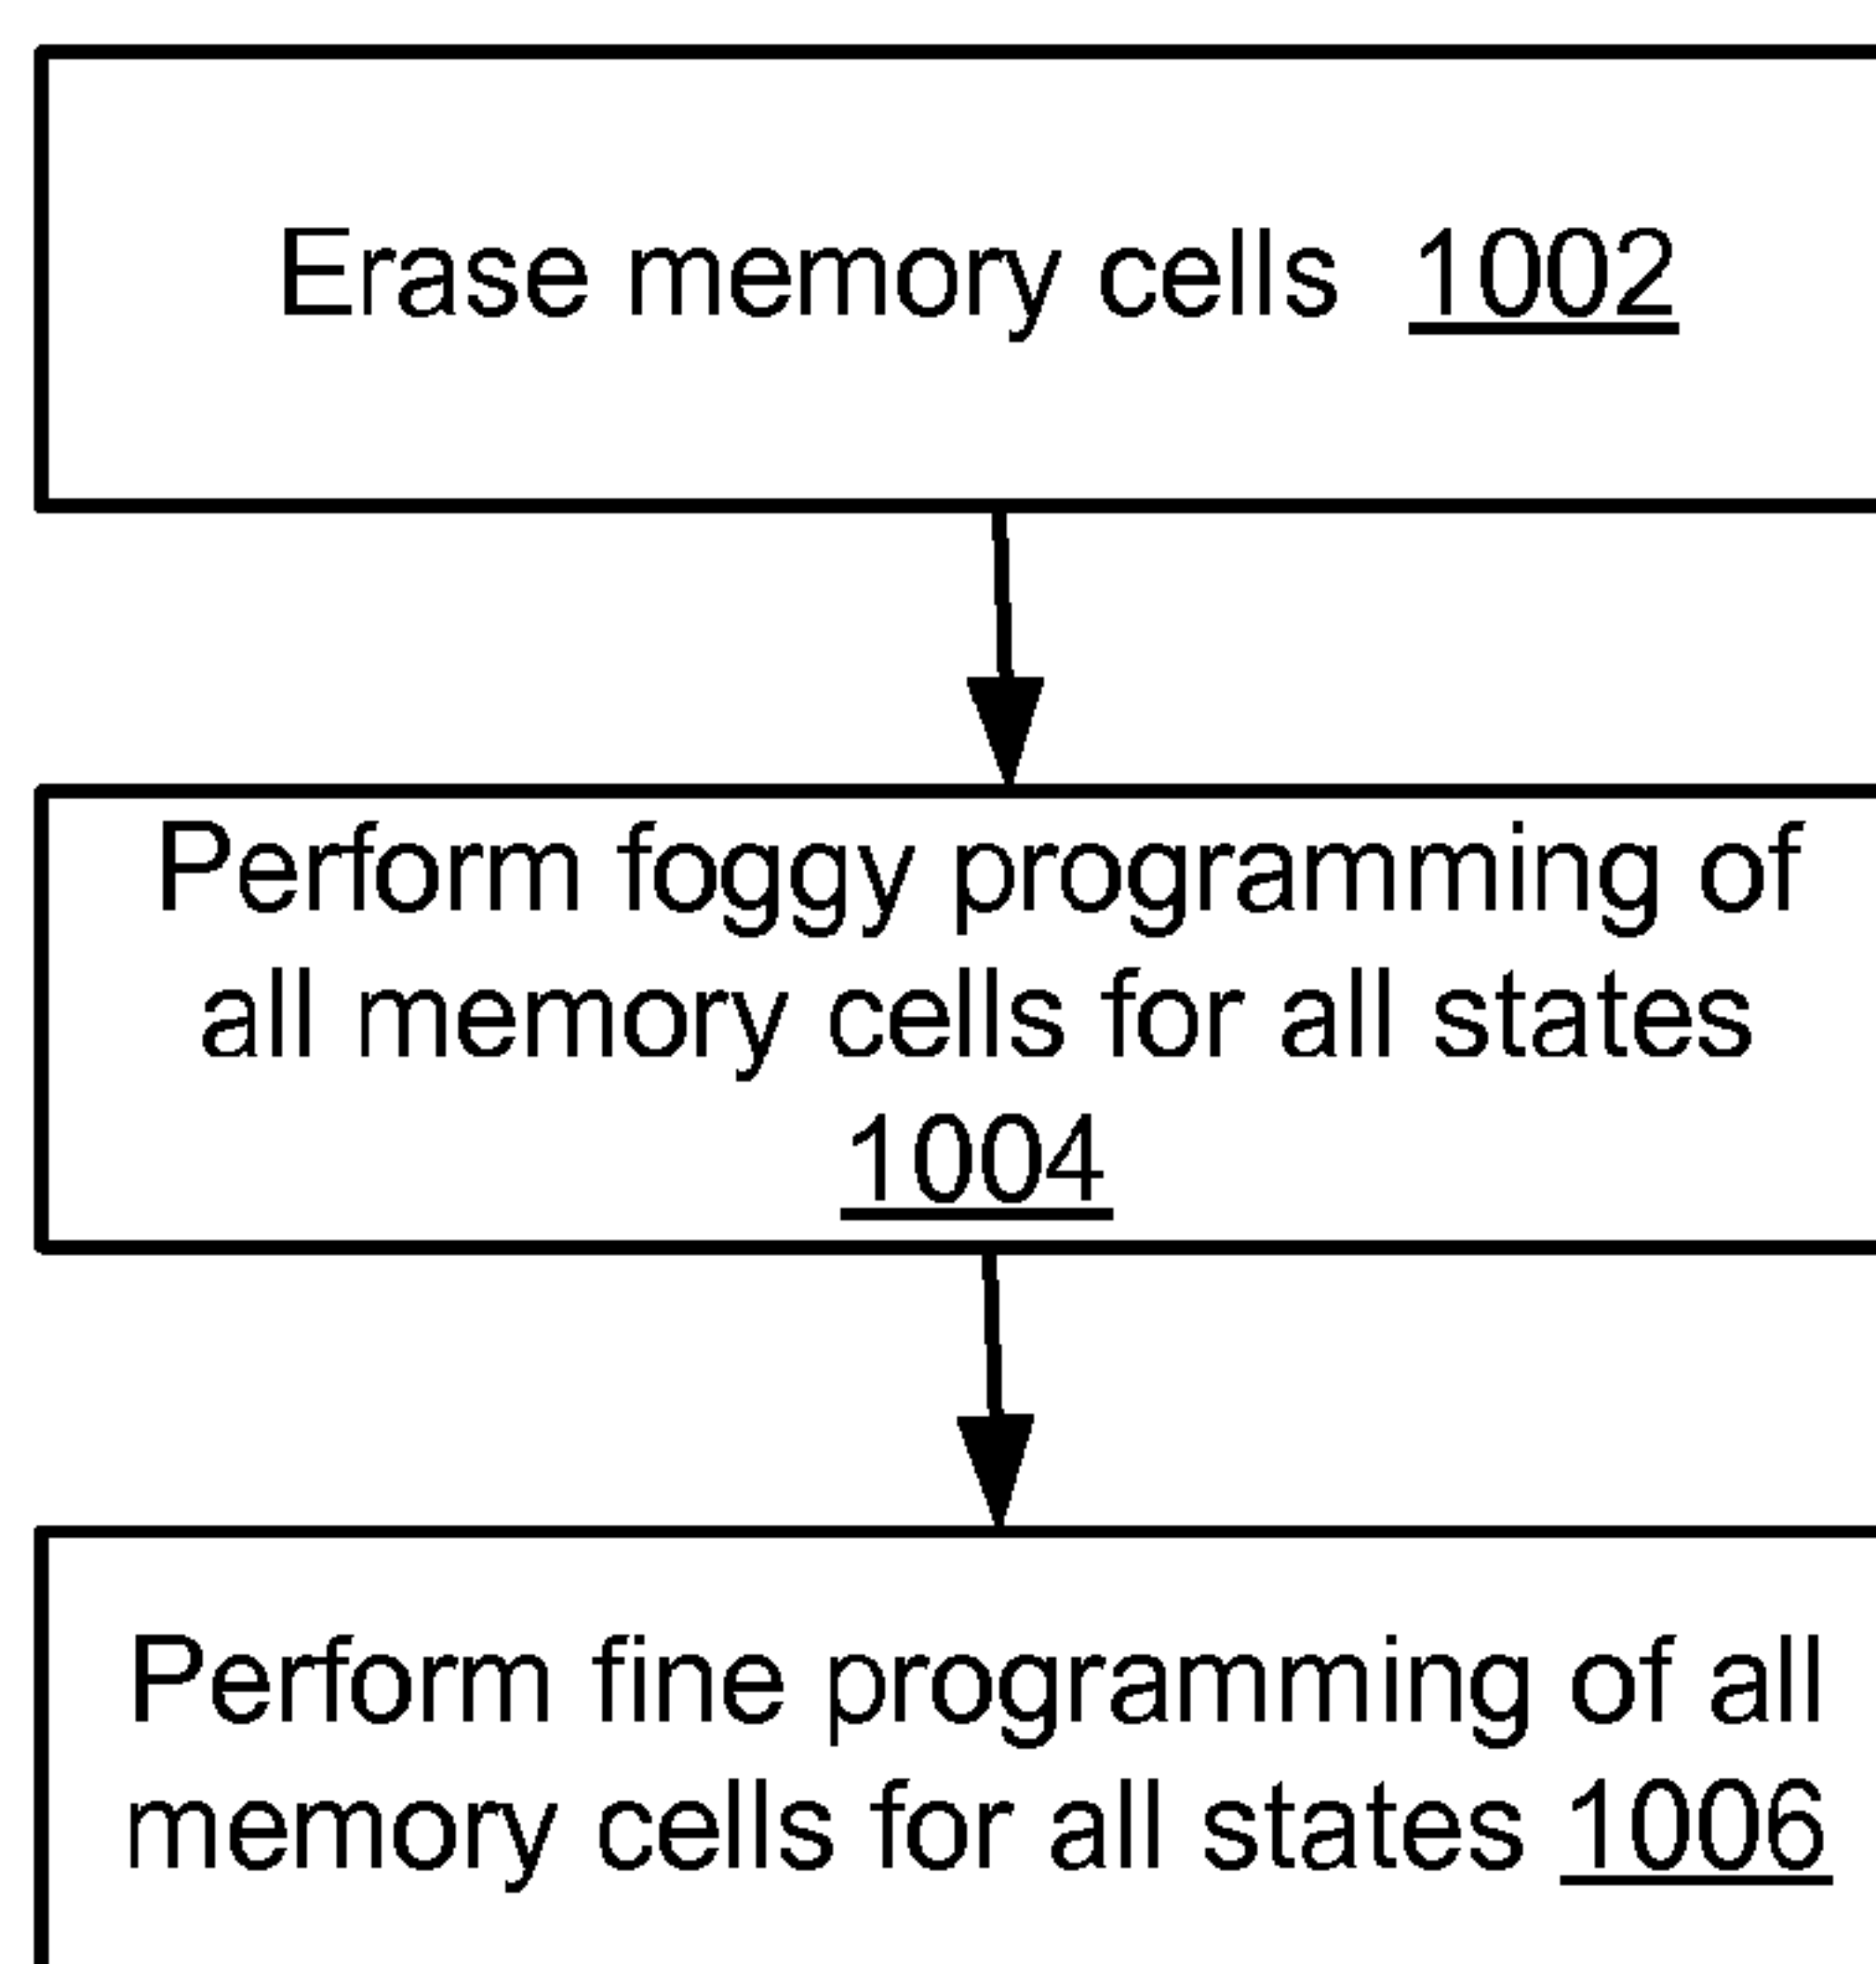 Erase memory cells 1002
Perform foggy programming of
all memory cells for all states
1004
Perform fine programming of all
memory cells for all states 1006